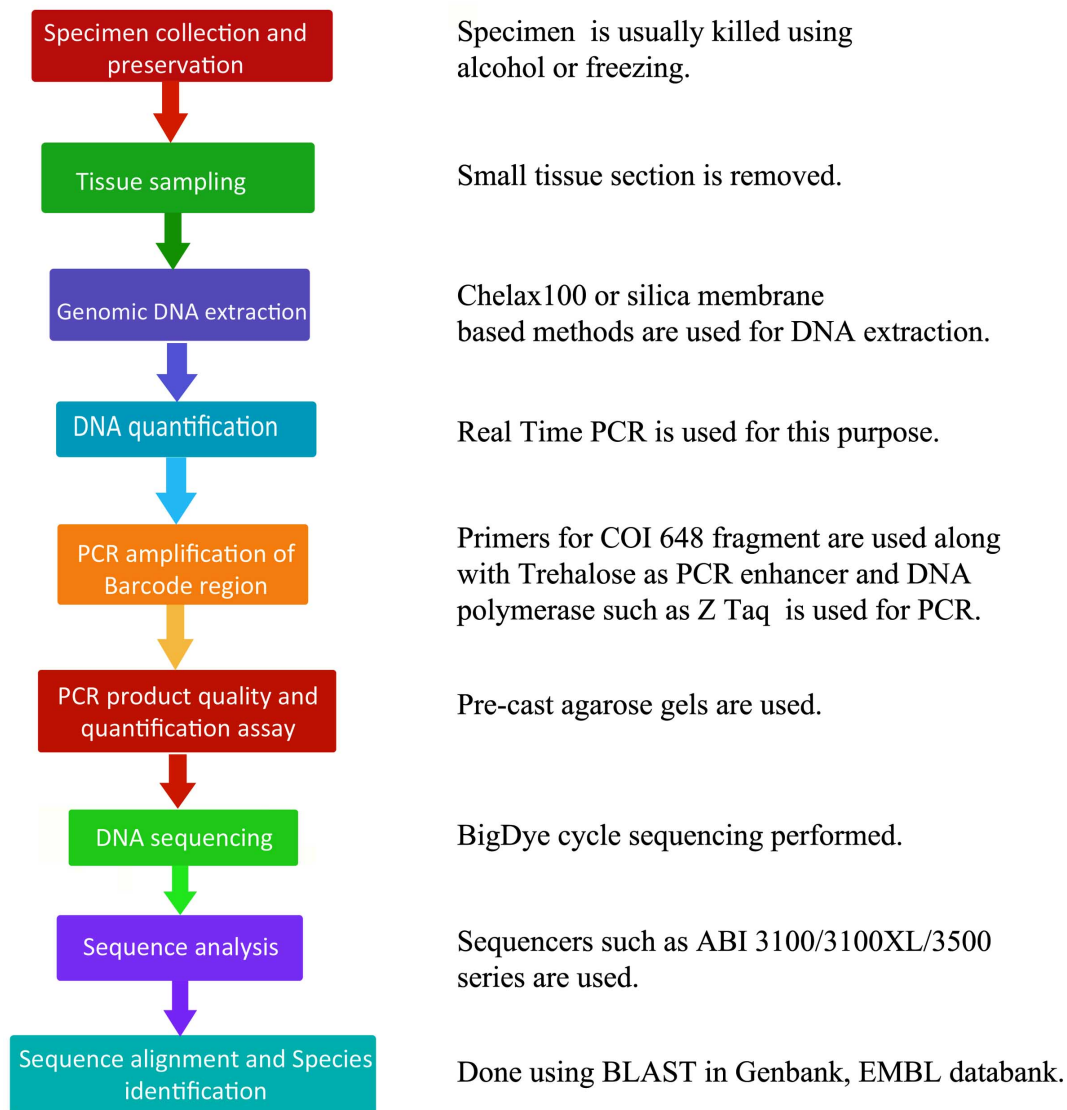 Specimen collection and
preservation
Specimen is usually killed using
alcohol or freezing.
Tissue sampling
Small tissue section is removed.
Genomic DNA extraction
Chelax100 or silica membrane
based methods are used for DNA extraction.
DNA quantification
Real Time PCR is used for this purpose.
PCR amplification of
Barcode region
Primers for COI 648 fragment are used along
with Trehalose as PCR enhancer and DNA
polymerase such as Z Taq is used for PCR.
PCR product quality and
quantification assay
Pre-cast agarose gels are used.
DNA sequencing
BigDye cycle sequencing performed.
Sequence analysis
Sequencers such as ABI 3100/3100XL/3500
series are used.
Sequence alignment and Species
identification
Done using BLAST in Genbank, EMBL databank.